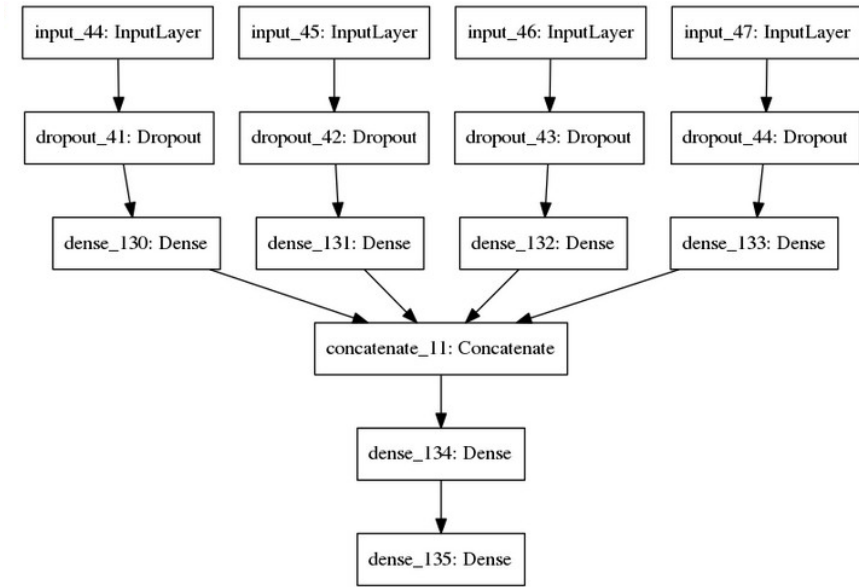 input_44: InputLayer
input_45: InputLayer
input_46: InputLayer
input_47: InputLayer
dropout_41: Dropout
dropout_42: Dropout
dropout_43: Dropout
dropout_44: Dropout
dense_130: Dense
dense_131: Dense
dense_132: Dense
dense_133: Dense
concatenate_11: Concatenate
dense_134: Dense
dense_135: Dense